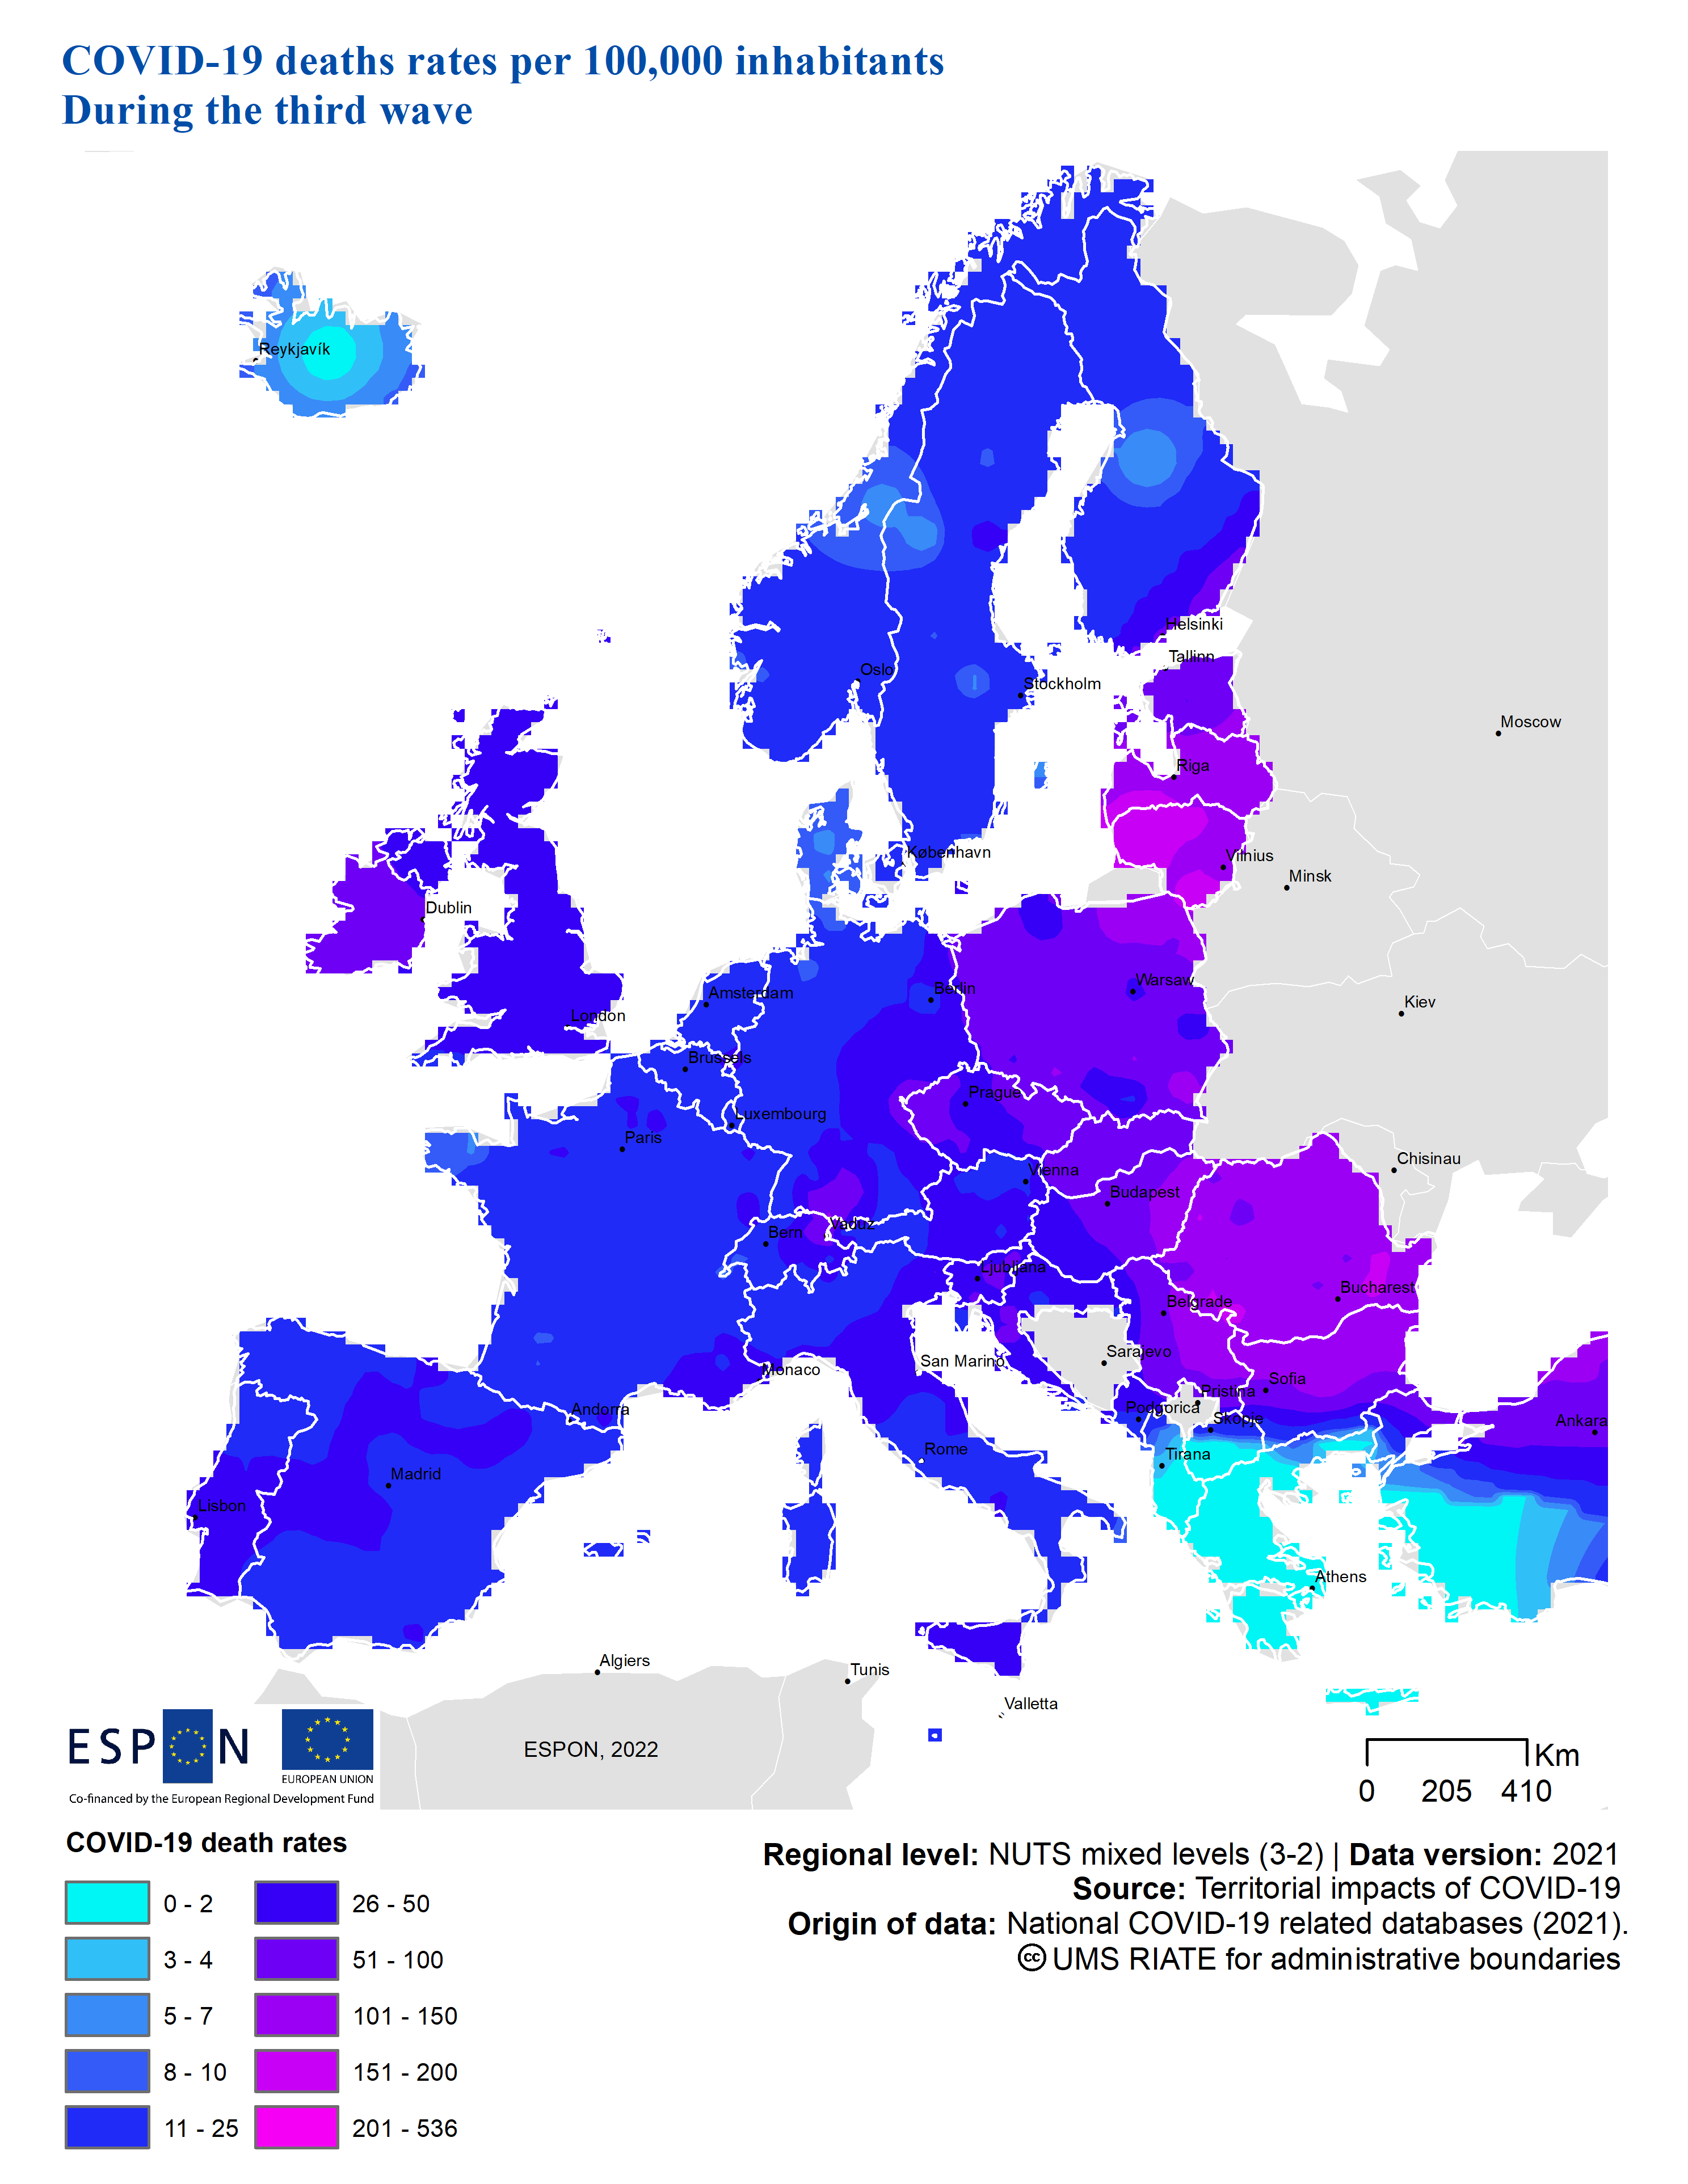 COVID-19 deaths rates per 100,000 inhabitants
During the third wave
Reykjavík
Helsinki
Tallinn
Oslo
Stockholm
Moscow
Riga
København
Vilnius
Minsk
Dublin
Warsaw
Berlin
Amsterdam
Kiev
London
Brussels
Prague
Luxembourg
Paris
Chisinau
Vienna
Budapest
Vaduz
Bern
Ljubljana
Bucharest
Belgrade
Sarajevo
San Marino
Monaco
Sofia
Pristina
Podgorica
Andorra
Skopje
Ankara
Rome
Tirana
Madrid
Lisbon
Athens
Algiers
Tunis
Valletta
ESPON
EUROPEAN UNION
Co-financed by the European Regional Development Fund
ESPON, 2022
Km
0 205 410
COVID-19 death rates
0 - 2
3 - 4
5 - 7
8 - 10
11 - 25
26 - 50
51 - 100
101 - 150
151 - 200
201 - 536
Regional level: NUTS mixed levels (3-2) | Data version: 2021
Source: Territorial impacts of COVID-19
Origin of data: National COVID-19 related databases (2021).
cc UMS RIATE for administrative boundaries